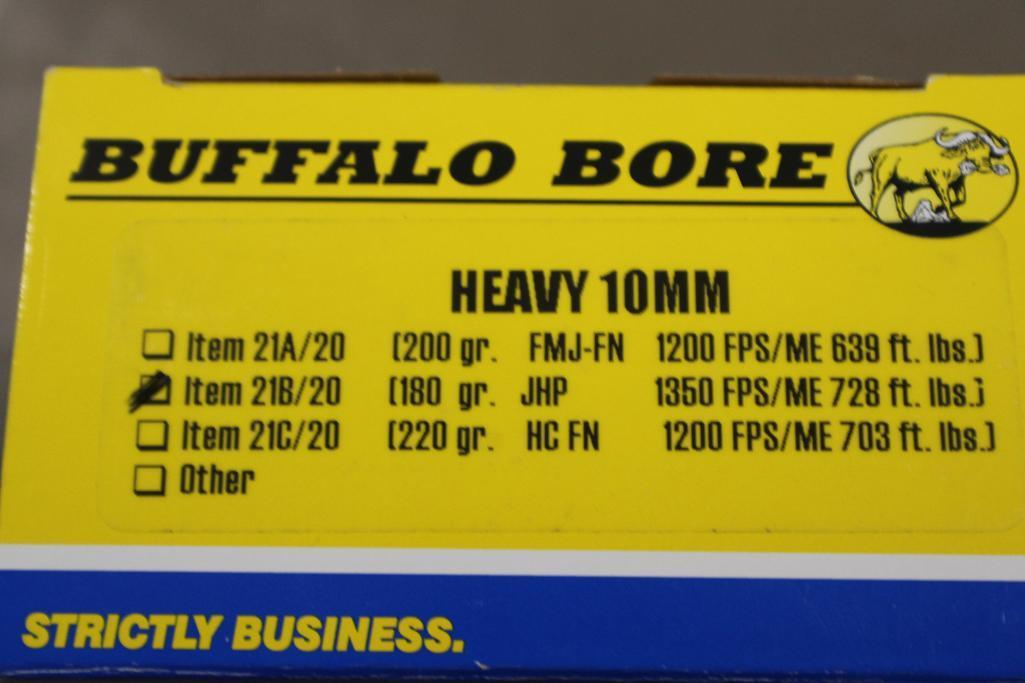 BUFFALO BORE
HEAVY 10MM
Item 21A/20 (200 gr. FMJ-FN 1200 FPS/ME 639 ft. lbs.)
Item 21B/20 (180 gr. JHP 1350 FPS/ME 728 ft. lbs.)
Item 21C/20 (220 gr. HC FN 1200 FPS/ME 703 ft. lbs.)
Other
STRICTLY BUSINESS.